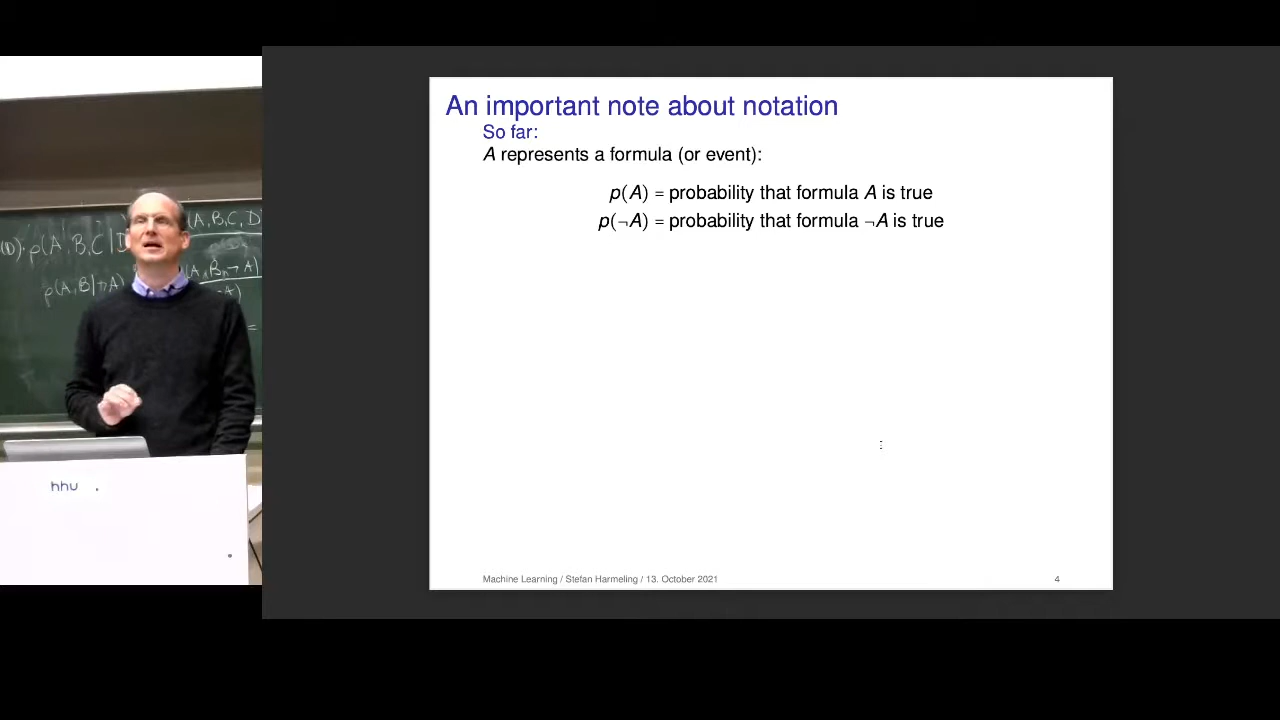 An important note about notation
So far:
A represents a formula (or event):
p(A) = probability that formula A is true
p(¬A) = probability that formula ¬A is true
Machine Learning / Stefan Harmeling / 13. October 2021
4
p(A,B,C|D
(A,B,C,D)
p(A,B|¬A)
hhu